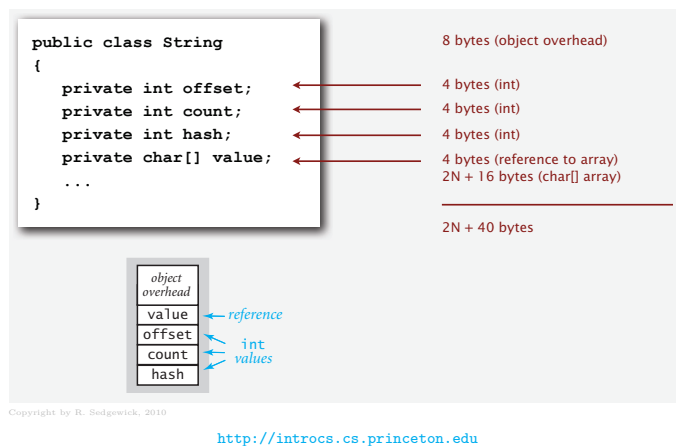 public class String
{
private int offset;
private int count;
private int hash;
private char[] value;
...
}
8 bytes (object overhead)
4 bytes (int)
4 bytes (int)
4 bytes (int)
4 bytes (reference to array)
2N + 16 bytes (char[] array)
2N + 40 bytes
object
overhead
value
offset
count
hash
reference
int
values
Copyright by R. Sedgewick, 2010
http://introcs.cs.princeton.edu